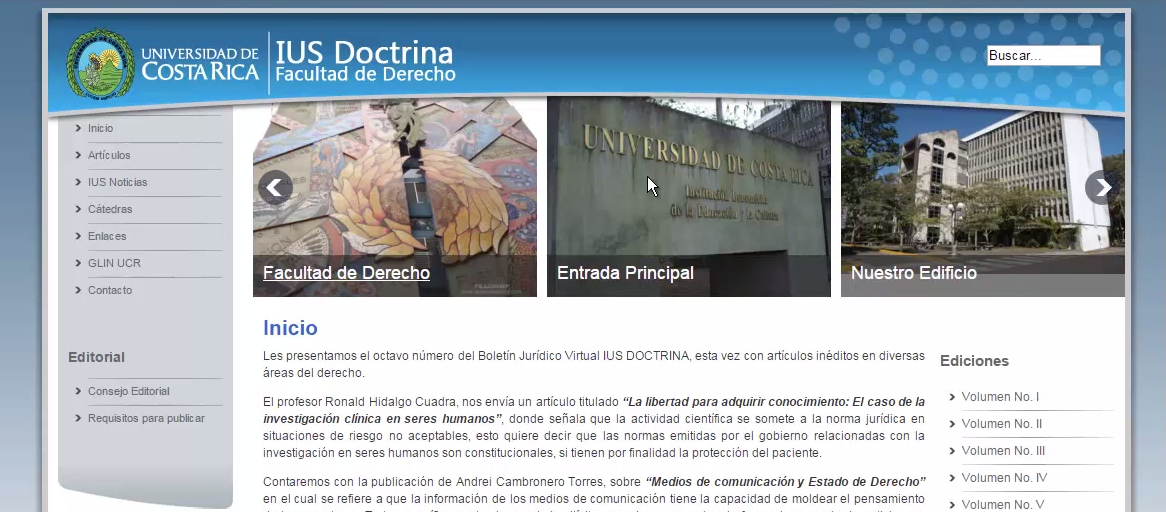 UNIVERSIDAD DE
COSTA RICA
IUS Doctrina
Facultad de Derecho
Buscar...
Inicio
Artículos
IUS Noticias
Cátedras
Enlaces
GLIN UCR
Contacto
Editorial
Consejo Editorial
Requisitos para publicar
Facultad de Derecho
UNIVERSIDAD DE COSTA RICA
Institución Benemérita
de la Educación y la Cultura
Entrada Principal
Nuestro Edificio
Inicio
Les presentamos el octavo número del Boletín Jurídico Virtual IUS DOCTRINA, esta vez con artículos inéditos en diversas
áreas del derecho.
El profesor Ronald Hidalgo Cuadra, nos envía un artículo titulado “La libertad para adquirir conocimiento: El caso de la
investigación clínica en seres humanos”, donde señala que la actividad científica se somete a la norma jurídica en
situaciones de riesgo no aceptables, esto quiere decir que las normas emitidas por el gobierno relacionadas con la
investigación en seres humanos son constitucionales, si tienen por finalidad la protección del paciente.
Contaremos con la publicación de Andrei Cambronero Torres, sobre “Medios de comunicación y Estado de Derecho”
en el cual se refiere a que la información de los medios de comunicación tiene la capacidad de moldear el pensamiento
Ediciones
Volumen No. I
Volumen No. II
Volumen No. III
Volumen No. IV
Volumen No. V